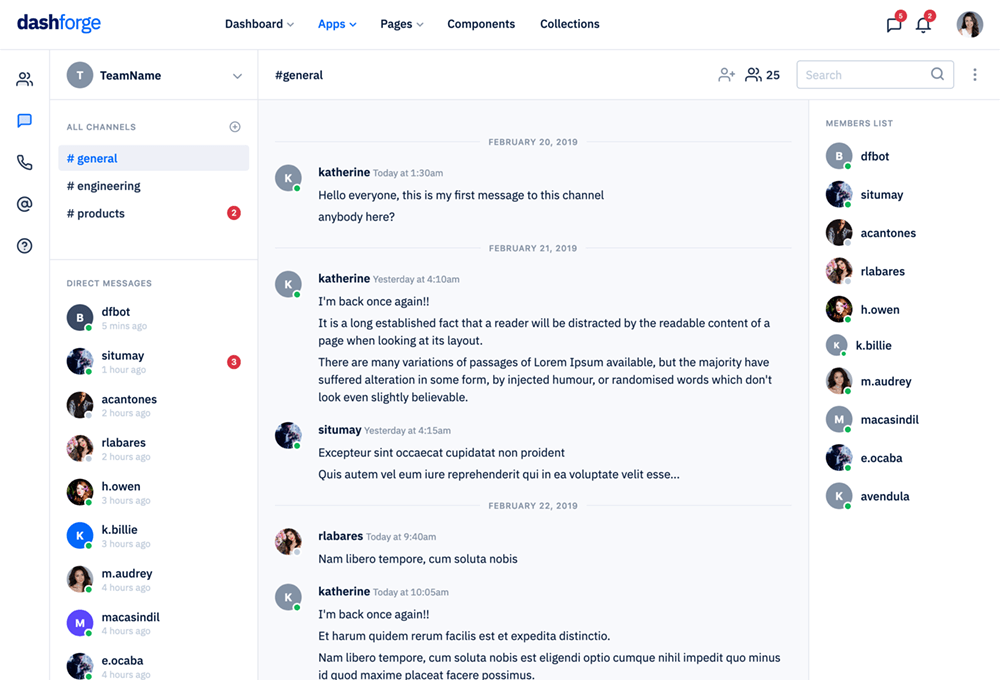 dashforge
Dashboard
Apps
Pages
Components
Collections
5
2
T
TeamName
ALL CHANNELS
# general
# engineering
# products
2
DIRECT MESSAGES
B
dfbot
5 mins ago
situmay
1 hour ago
3
acantones
2 hours ago
rlabares
2 hours ago
h.owen
3 hours ago
K
k.billie
3 hours ago
m.audrey
4 hours ago
M
macasindil
4 hours ago
e.ocaba
4 hours ago
#general
25
Search
FEBRUARY 20, 2019
K
katherine Today at 1:30am
Hello everyone, this is my first message to this channel
anybody here?
FEBRUARY 21, 2019
K
katherine Yesterday at 4:10am
I'm back once again!!
It is a long established fact that a reader will be distracted by the readable content of a
page when looking at its layout.
There are many variations of passages of Lorem Ipsum available, but the majority have
suffered alteration in some form, by injected humour, or randomised words which don't
look even slightly believable.
situmay Yesterday at 4:15am
Excepteur sint occaecat cupidatat non proident
Quis autem vel eum iure reprehenderit qui in ea voluptate velit esse...
FEBRUARY 22, 2019
rlabares Today at 9:40am
Nam libero tempore, cum soluta nobis
K
katherine Today at 10:05am
I'm back once again!!
Et harum quidem rerum facilis est et expedita distinctio.
Nam libero tempore, cum soluta nobis est eligendi optio cumque nihil impedit quo minus
id quod maxime placeat facere possimus.
MEMBERS LIST
B
dfbot
situmay
acantones
rlabares
h.owen
K
k.billie
m.audrey
M
macasindil
e.ocaba
K
avendula